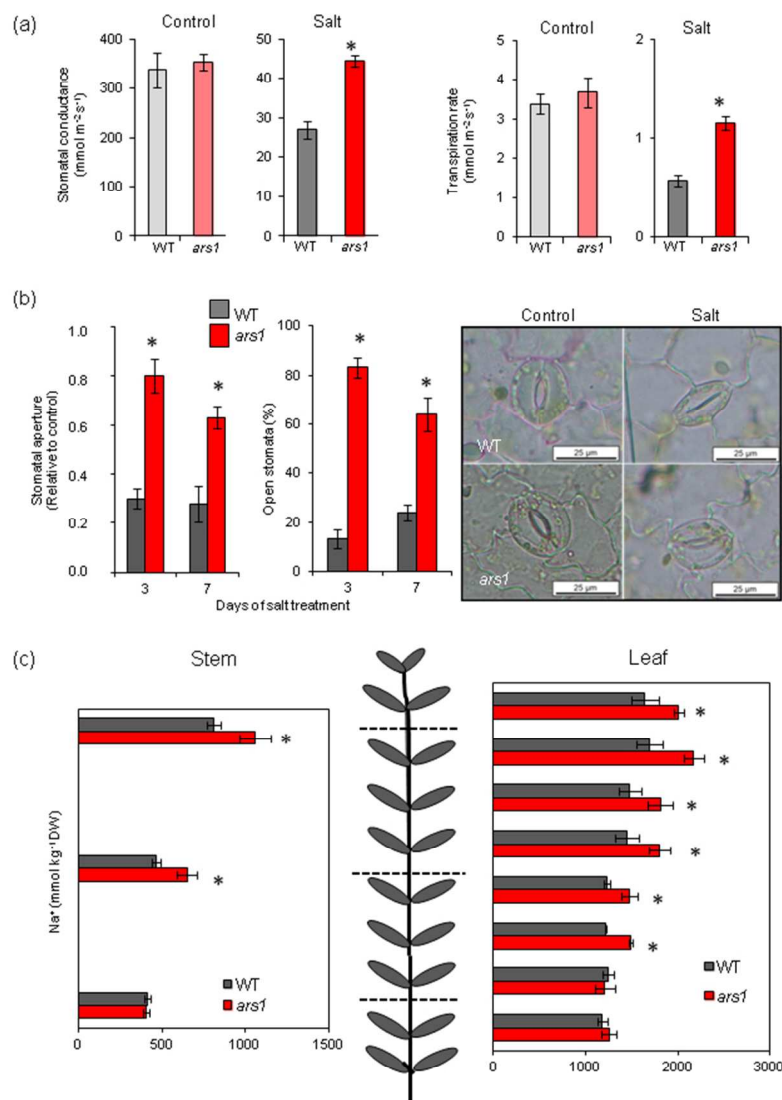 (a)
Control
Salt
Control
Salt
Stomatal conductance
(mmol m⁻² s⁻¹)
400
300
200
100
0
WT
ars1
50
40
30
20
10
0
*
WT
ars1
Transpiration rate
(mmol m⁻² s⁻¹)
6
5
4
3
2
1
0
WT
ars1
2
1
0
*
WT
ars1
(b)
WT
ars1
Stomatal aperture
(Relative to control)
1.0
0.8
0.6
0.4
0.2
0.0
*
*
3
7
Open stomata (%)
100
80
60
40
20
0
*
*
3
7
Days of salt treatment
Control
Salt
WT
25 µm
25 µm
ars1
25 µm
25 µm
(c)
Stem
Leaf
Na⁺ (mmol kg⁻¹ DW)
*
*
WT
ars1
0
500
1000
1500
*
*
*
*
*
*
WT
ars1
0
1000
2000
3000